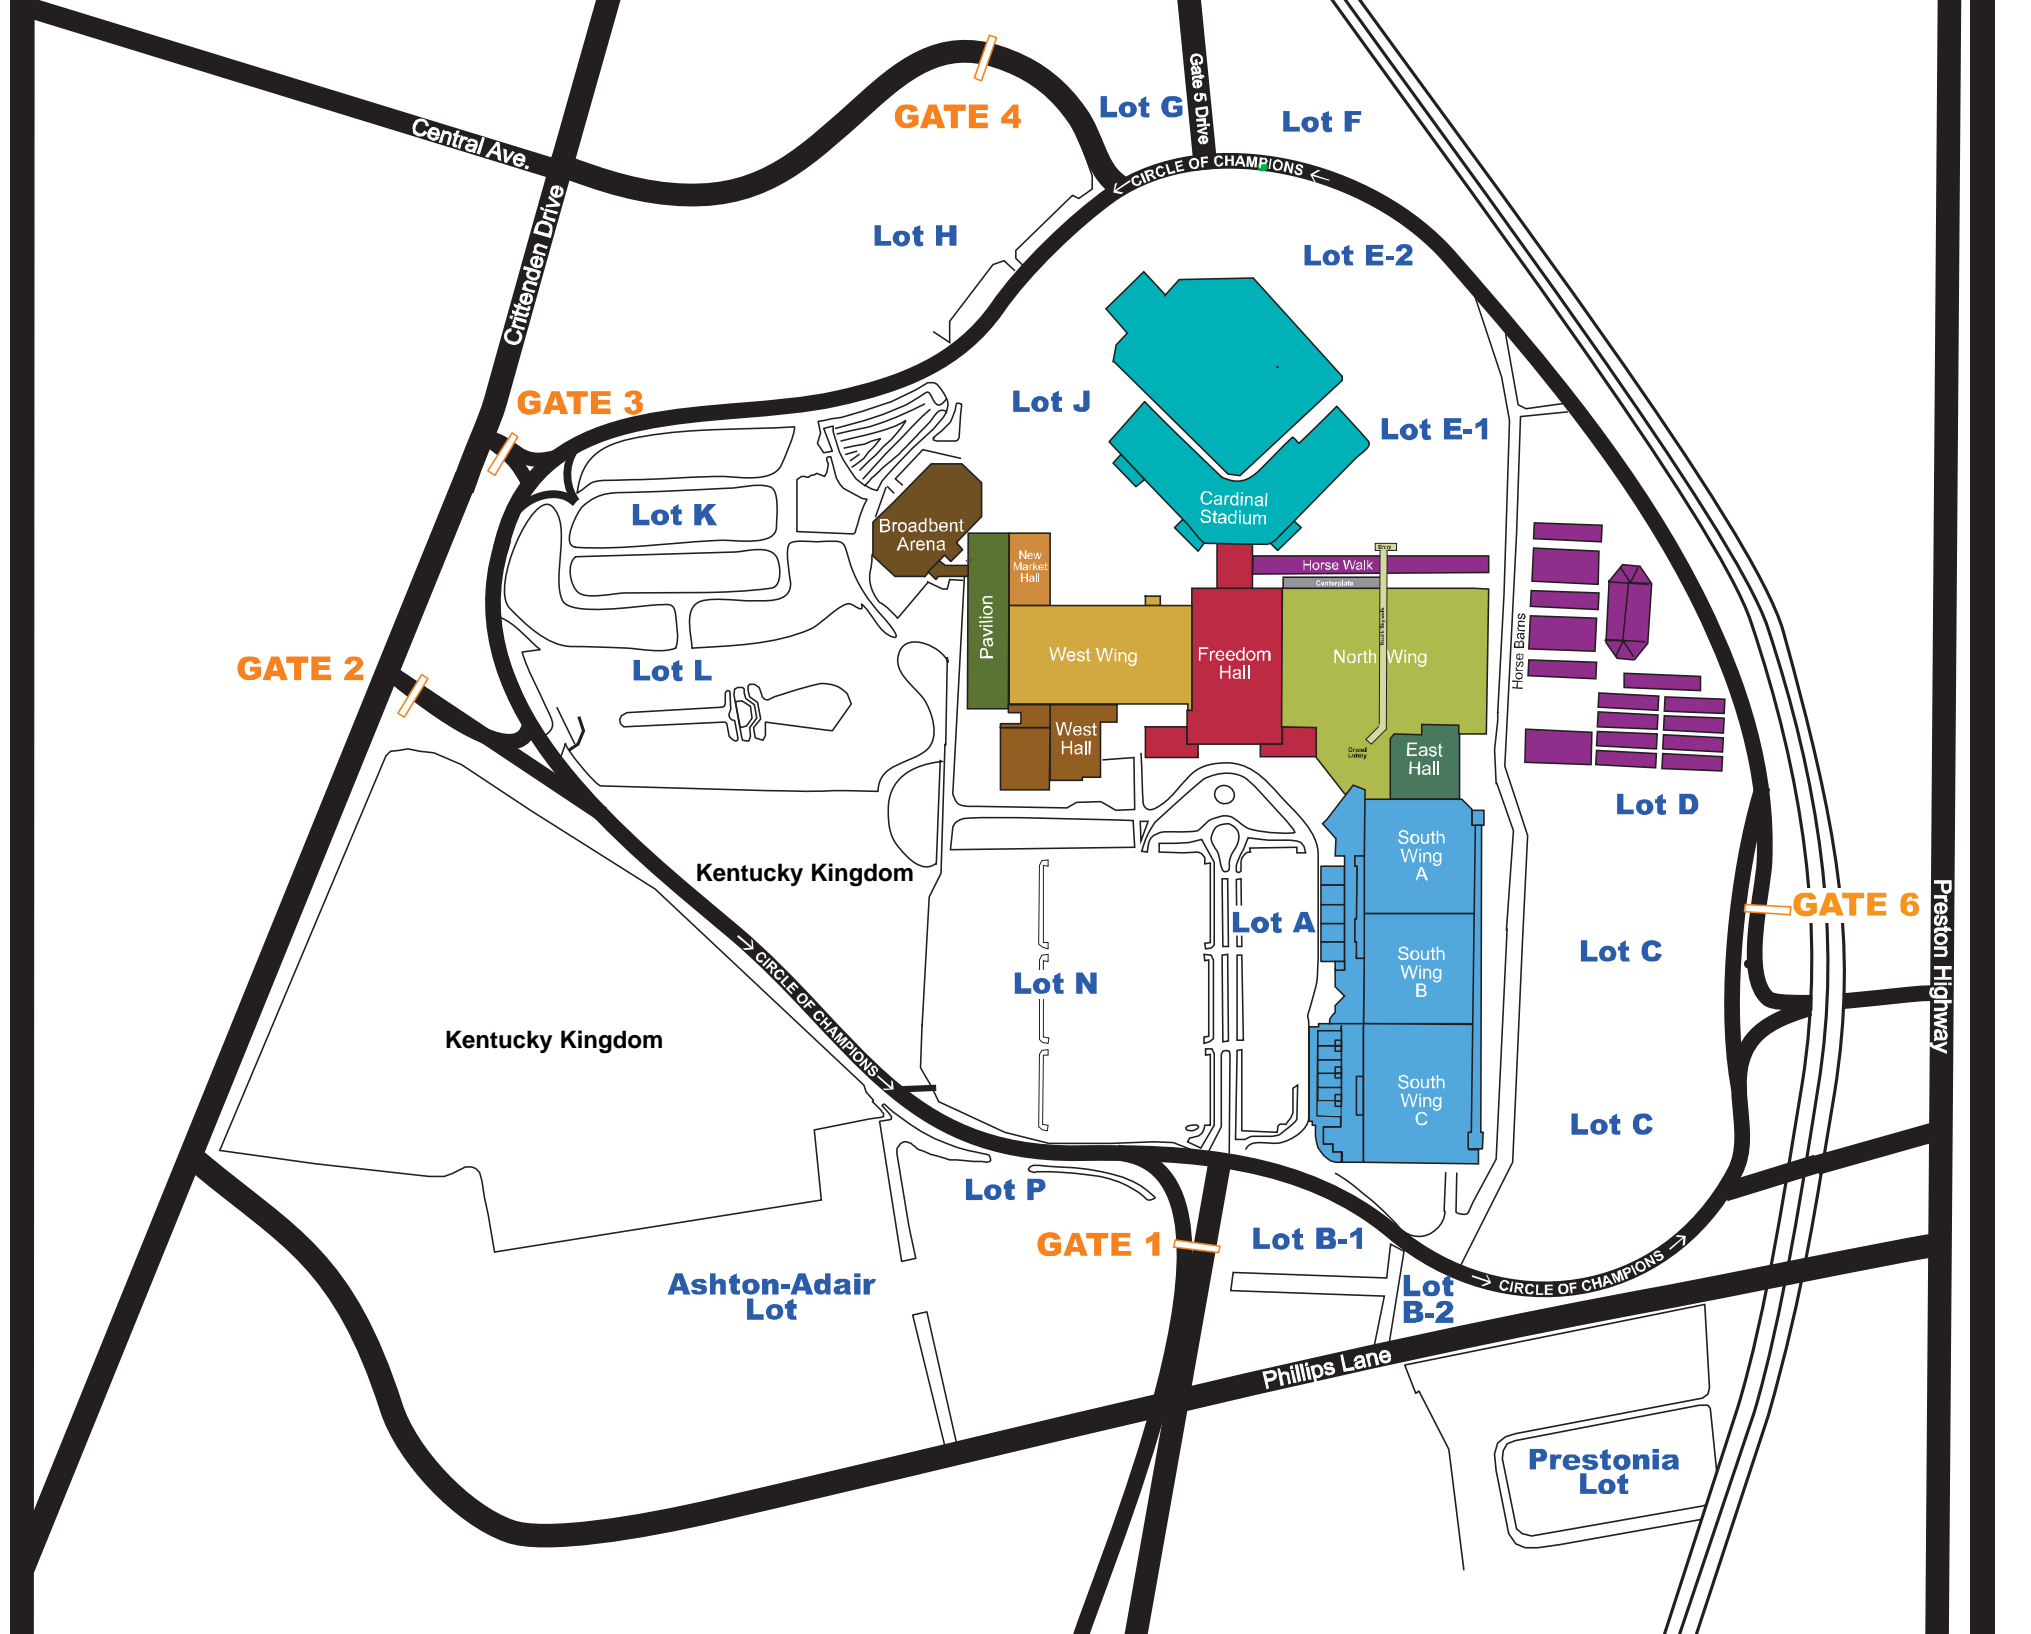 Gate 5 Drive
Lot G
GATE 4
Lot F
Central Ave.
←CIRCLE OF CHAMPIONS ←
Crittenden Drive
Lot H
Lot E-2
GATE 3
Lot J
Lot E-1
Lot K
Cardinal
Stadium
Broadbent
Arena
New
Market
Hall
Entry
Horse Walk
Centerplate
Pavilion
West Wing
Freedom
Hall
North Wing
Horse Barns
GATE 2
Lot L
West
Hall
Grand
Lobby
East
Hall
Lot D
South
Wing
A
Kentucky Kingdom
GATE 6
Preston Highway
Lot A
Lot C
→ CIRCLE OF CHAMPIONS →
Lot N
South
Wing
B
Kentucky Kingdom
South
Wing
C
Lot C
Lot P
GATE 1
Lot B-1
→ CIRCLE OF CHAMPIONS →
Lot
B-2
Ashton-Adair
Lot
Phillips Lane
Prestonia
Lot